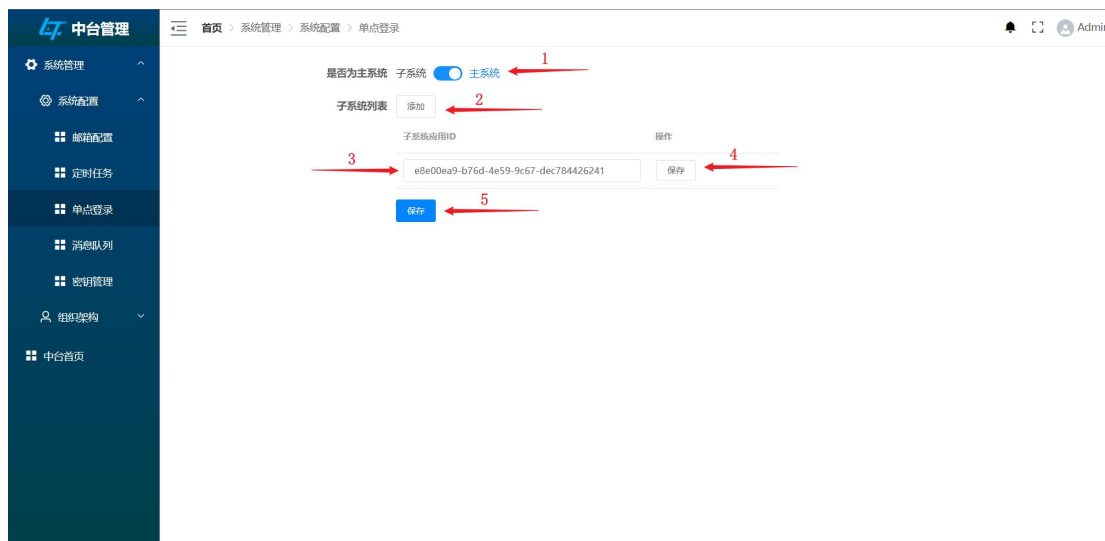 中台管理
首页 > 系统管理 > 系统配置 > 单点登录
Admin
系统管理
系统配置
邮箱配置
定时任务
单点登录
消息队列
密钥管理
组织架构
中台首页
是否为主系统 子系统 主系统
1
子系统列表 添加
2
子系统应用ID 操作
3
e8e00ea9-b76d-4e59-9c67-dec784426241 保存
4
保存
5